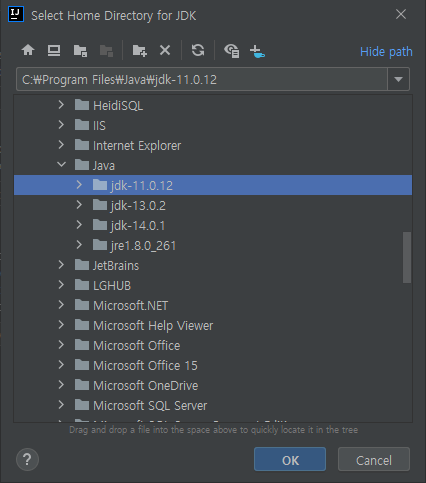 Select Home Directory for JDK
Hide path
C:₩Program Files₩Java₩jdk-11.0.12
HeidiSQL
IIS
Internet Explorer
Java
jdk-11.0.12
jdk-13.0.2
jdk-14.0.1
jre1.8.0_261
JetBrains
LGHUB
Microsoft.NET
Microsoft Help Viewer
Microsoft Office
Microsoft Office 15
Microsoft OneDrive
Microsoft SQL Server
Drag and drop a file into the space above to quickly locate it in the tree
? OK Cancel